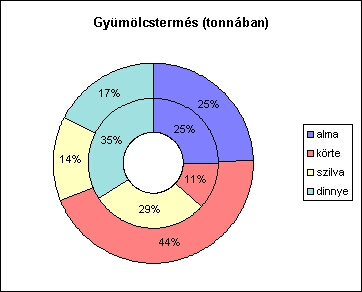 Gyümölcstermés (tonnában)
17%
25%
35%
25%
14%
11%
29%
44%
alma
körte
szilva
dinnye